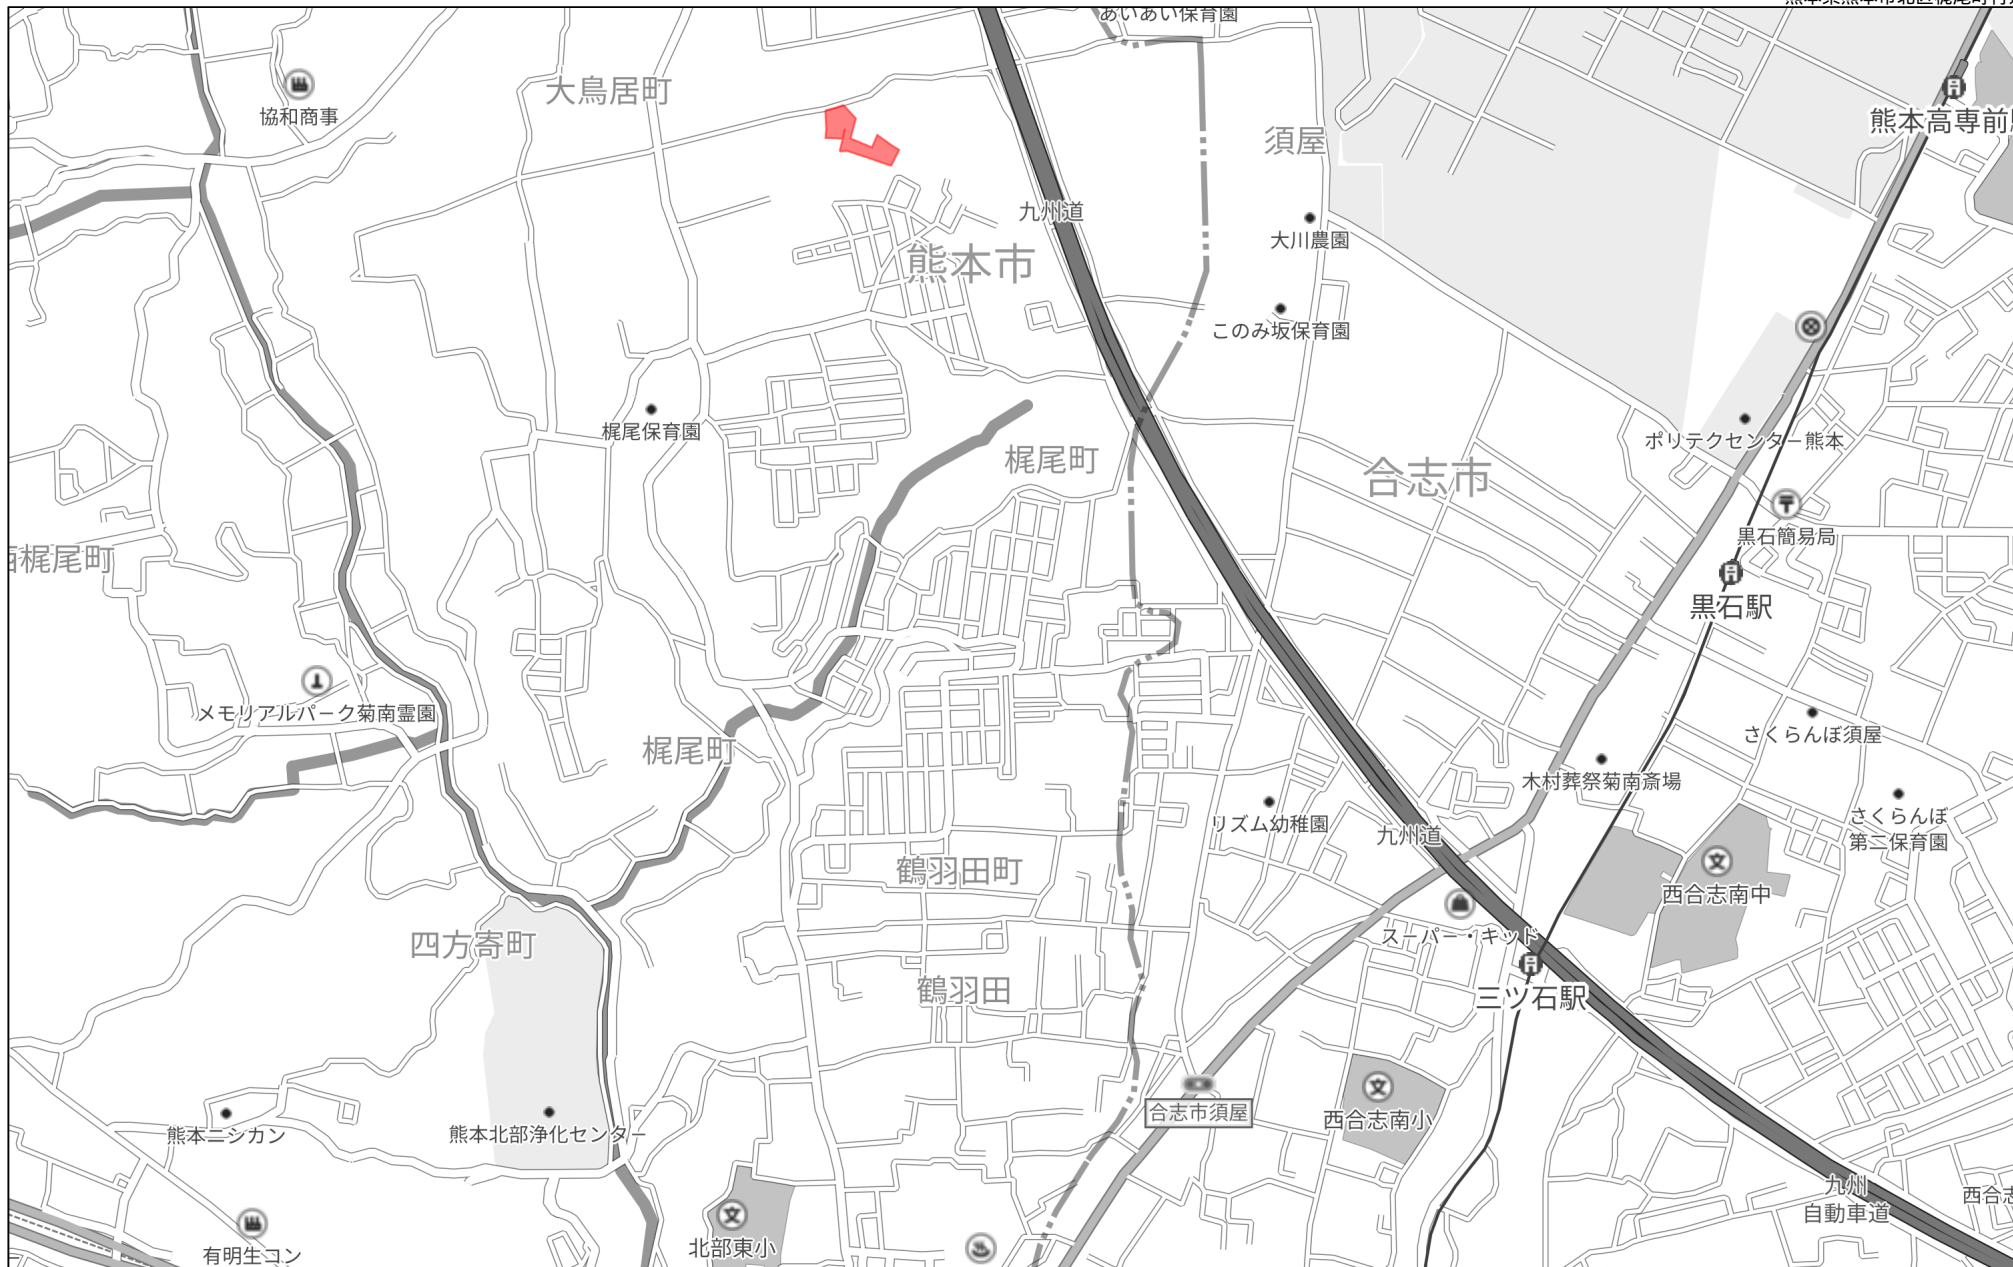 あいあい保育園
大鳥居町
協和商事
熊本高専前
須屋
九州道
大川農園
熊本市
このみ坂保育園
梶尾保育園
ポリテクセンター熊本
梶尾町
合志市
黒石簡易局
梶尾町
黒石駅
メモリアルパーク菊南霊園
さくらんぼ須屋
梶尾町
木村葬祭菊南斎場
リズム幼稚園
九州道
さくらんぼ
第二保育園
鶴羽田町
西合志南中
スーパー・キッド
四方寄町
鶴羽田
三ツ石駅
合志市須屋
西合志南小
熊本ニシカン
熊本北部浄化センター
九州
自動車道
西合志
北部東小
有明生コン